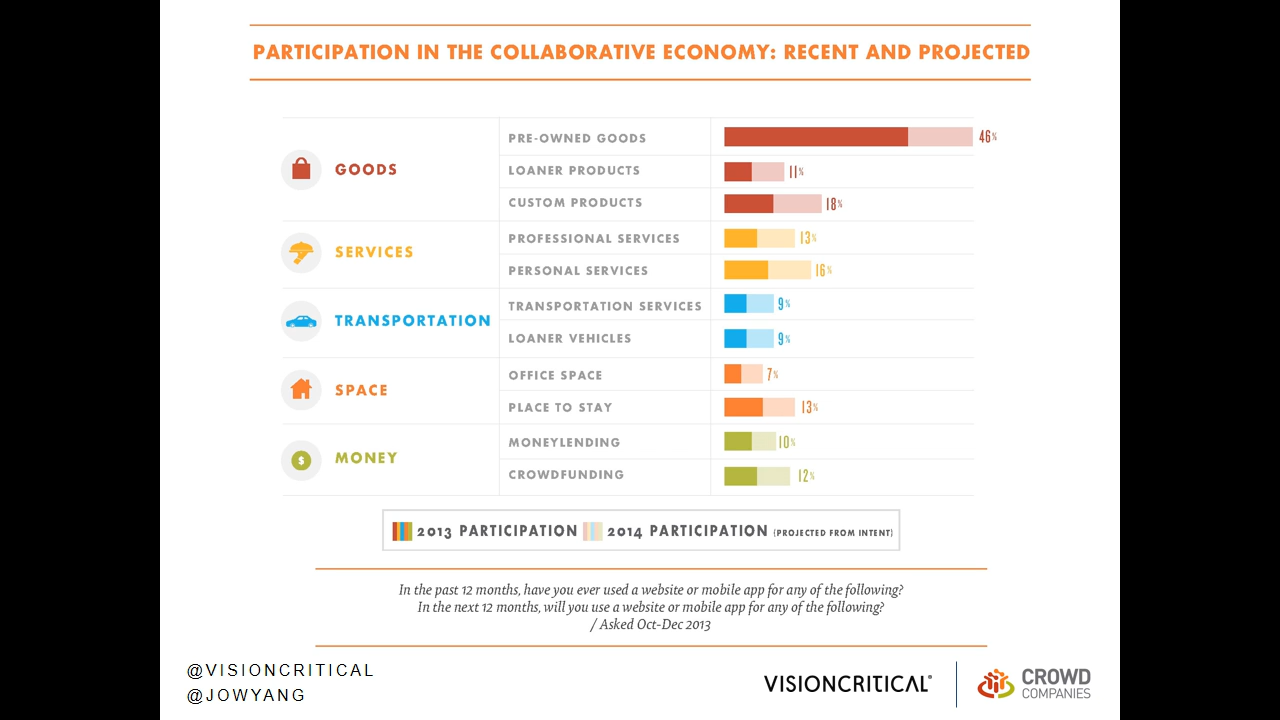 PARTICIPATION IN THE COLLABORATIVE ECONOMY: RECENT AND PROJECTED
GOODS
PRE-OWNED GOODS 46%
LOANER PRODUCTS 11%
CUSTOM PRODUCTS 18%
SERVICES
PROFESSIONAL SERVICES 13%
PERSONAL SERVICES 16%
TRANSPORTATION
TRANSPORTATION SERVICES 9%
LOANER VEHICLES 9%
SPACE
OFFICE SPACE 7%
PLACE TO STAY 13%
$ MONEY
MONEYLENDING 10%
CROWDFUNDING 12%
2013 PARTICIPATION 2014 PARTICIPATION (PROJECTED FROM INTENT)
In the past 12 months, have you ever used a website or mobile app for any of the following?
In the next 12 months, will you use a website or mobile app for any of the following?
/ Asked Oct-Dec 2013
@VISIONCRITICAL
@JOWYANG
VISIONCRITICAL®
CROWD
COMPANIES